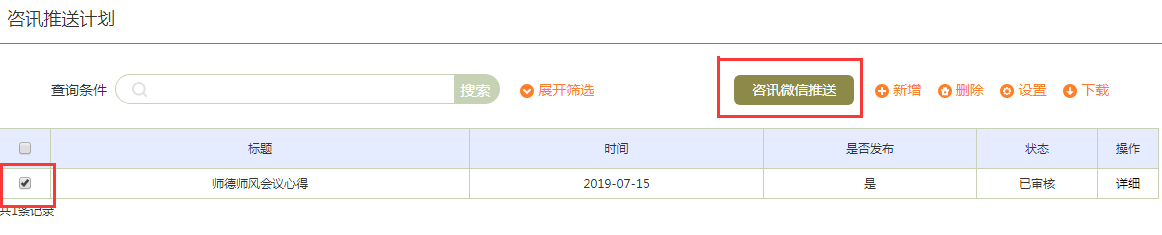 咨讯推送计划
查询条件 搜索 展开筛选 咨讯微信推送 新增 删除 设置 下载
标题 时间 是否发布 状态 操作
师德师风会议心得 2019-07-15 是 已审核 详细
共1条记录